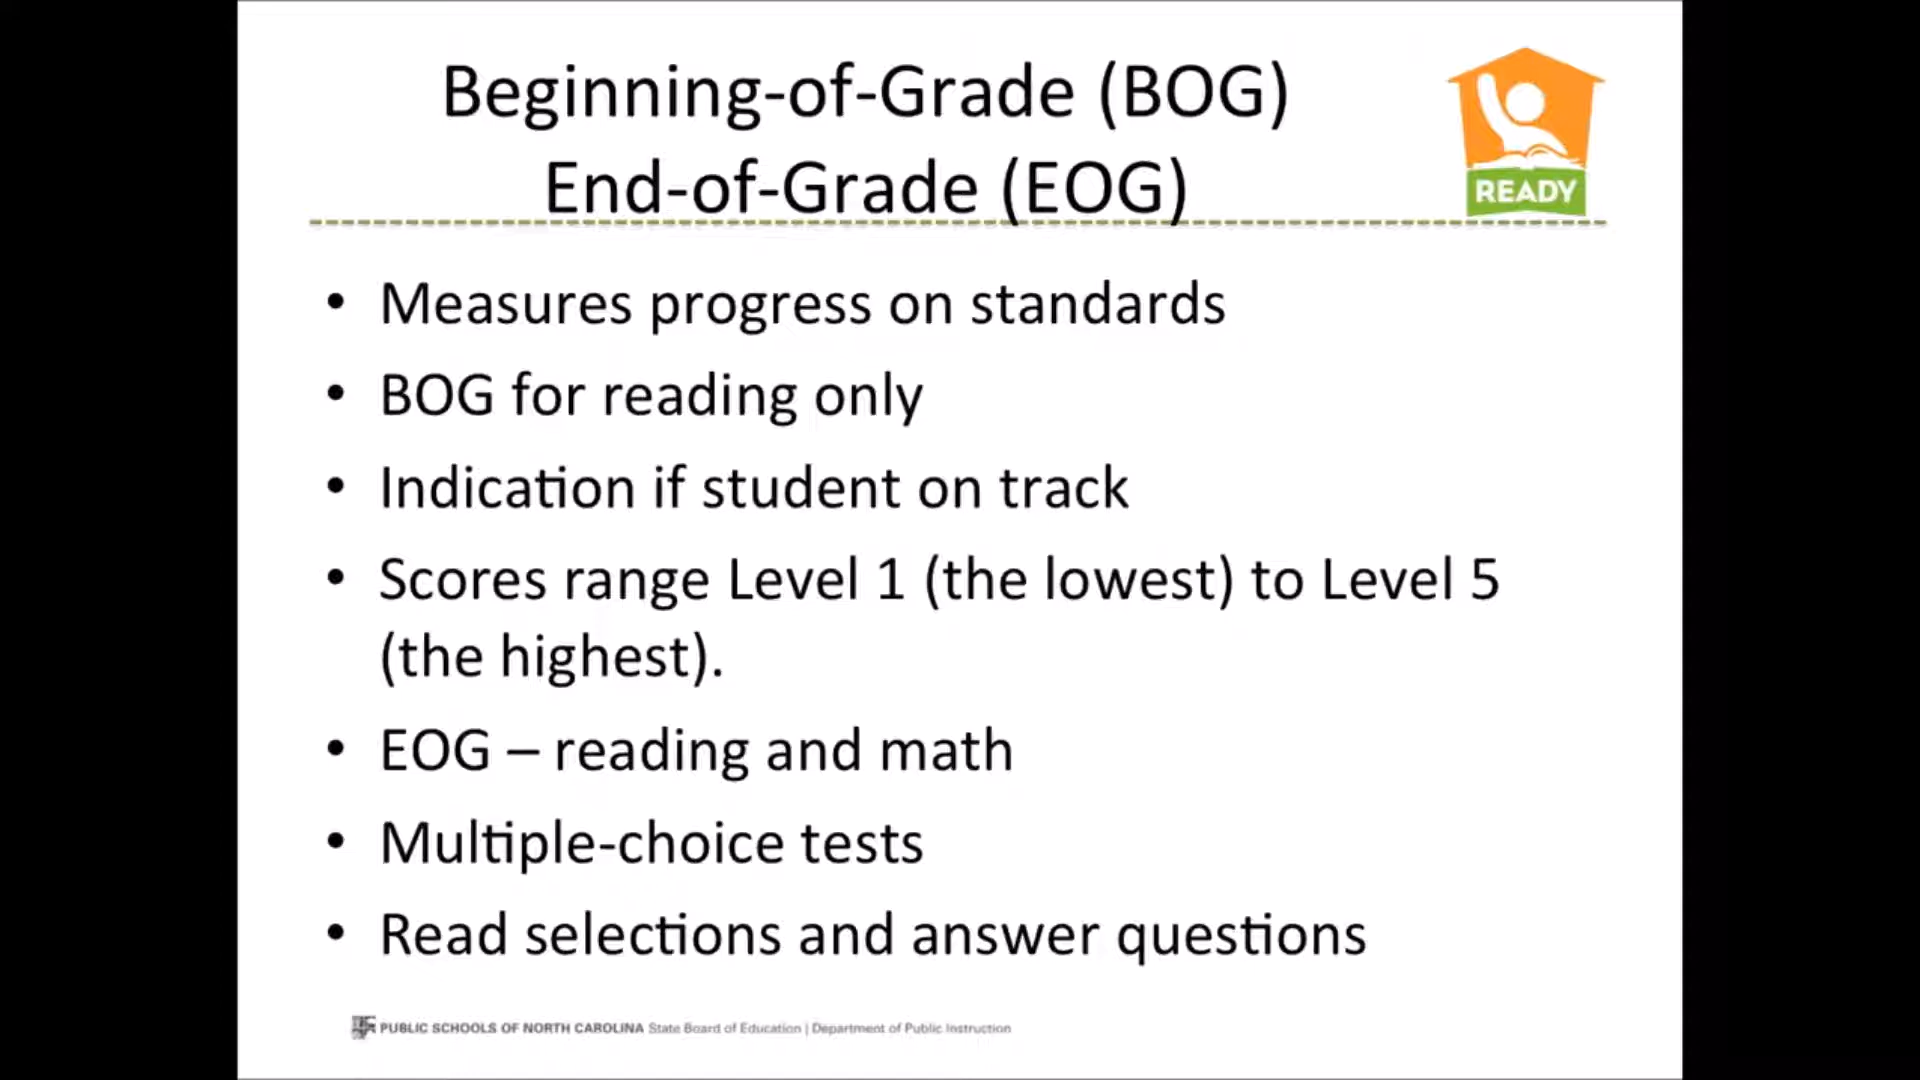 Beginning-of-Grade (BOG)
End-of-Grade (EOG)
READY
• Measures progress on standards
• BOG for reading only
• Indication if student on track
• Scores range Level 1 (the lowest) to Level 5
(the highest).
• EOG – reading and math
• Multiple-choice tests
• Read selections and answer questions
PUBLIC SCHOOLS OF NORTH CAROLINA State Board of Education | Department of Public Instruction